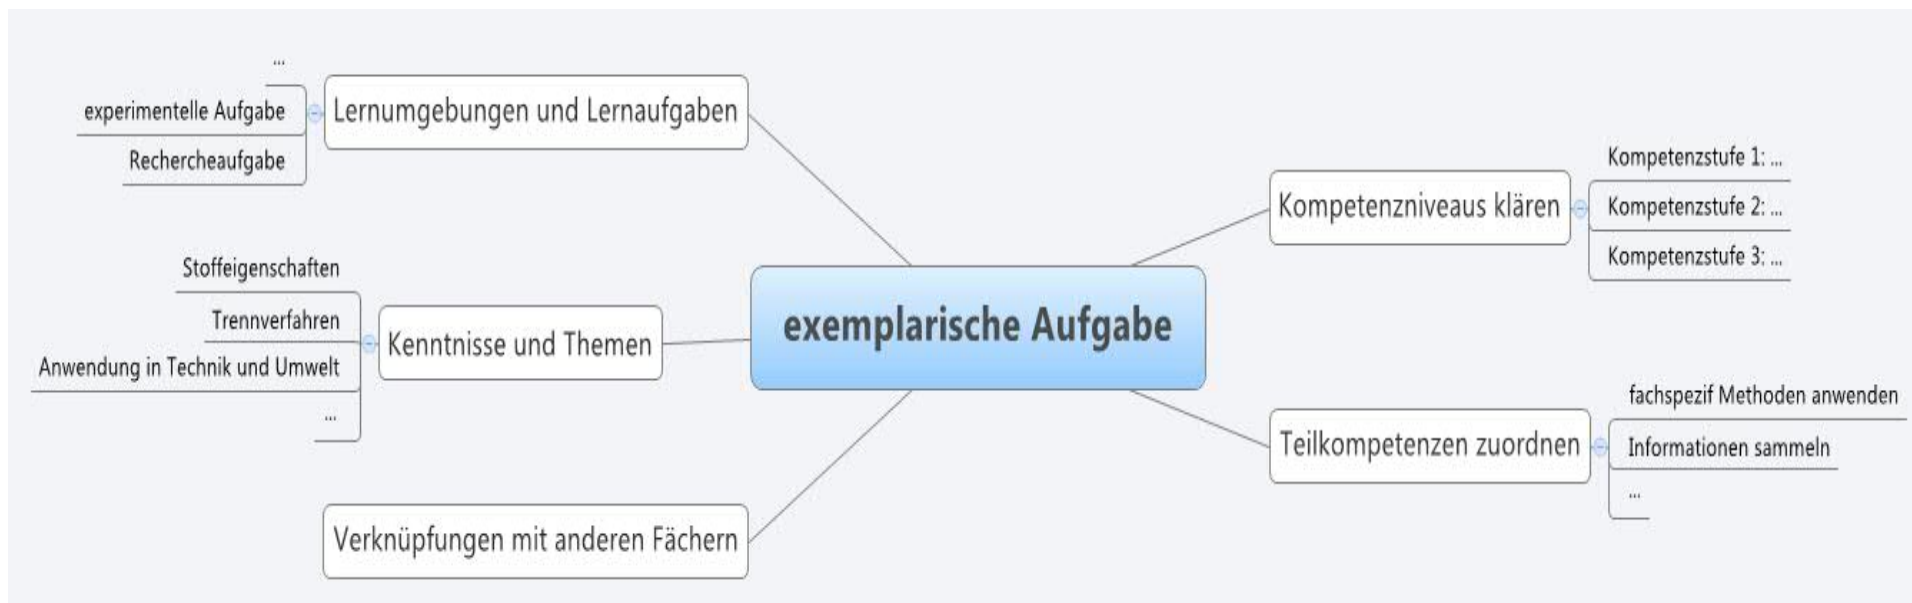 ...
experimentelle Aufgabe
Rechercheaufgabe
Lernumgebungen und Lernaufgaben
Stoffeigenschaften
Trennverfahren
Anwendung in Technik und Umwelt
...
Kenntnisse und Themen
Verknüpfungen mit anderen Fächern
exemplarische Aufgabe
Kompetenzniveaus klären
Kompetenzstufe 1: ...
Kompetenzstufe 2: ...
Kompetenzstufe 3: ...
Teilkompetenzen zuordnen
fachspezif Methoden anwenden
Informationen sammeln
...